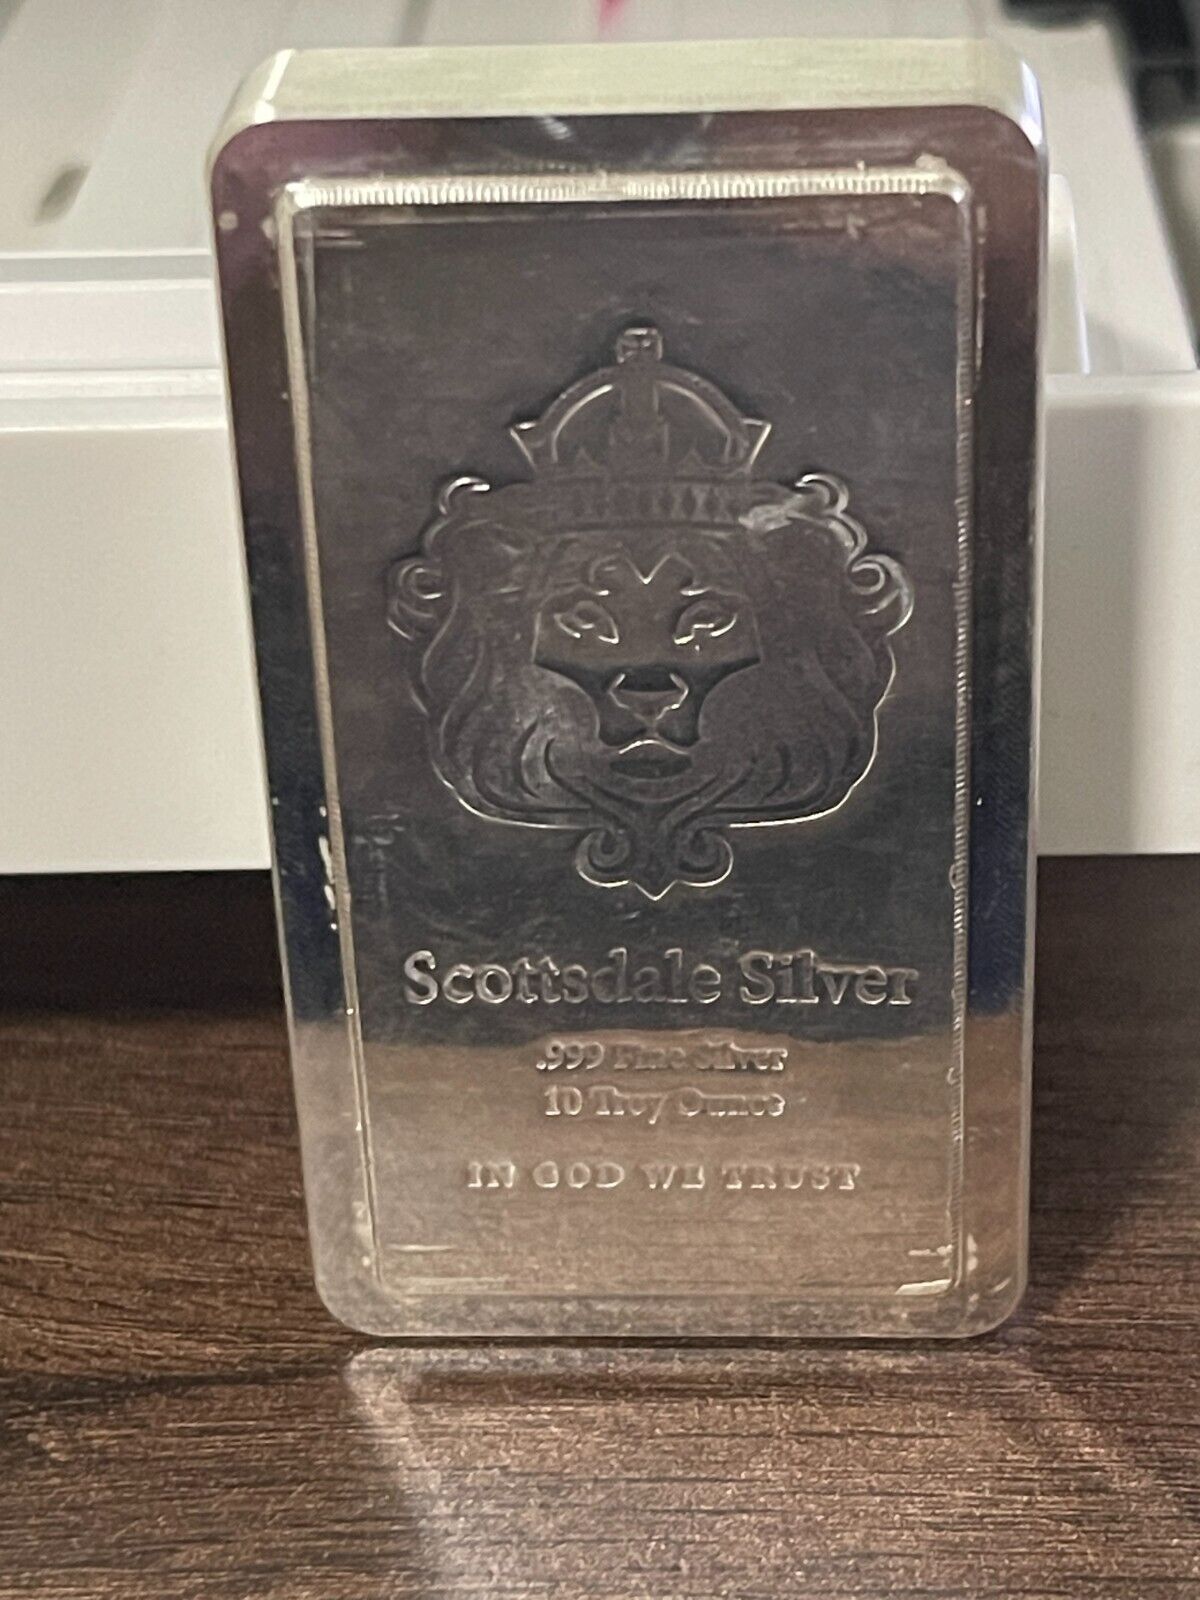 Scottsdale Silver
.999 Fine Silver
10 Troy Ounce
IN GOD WE TRUST